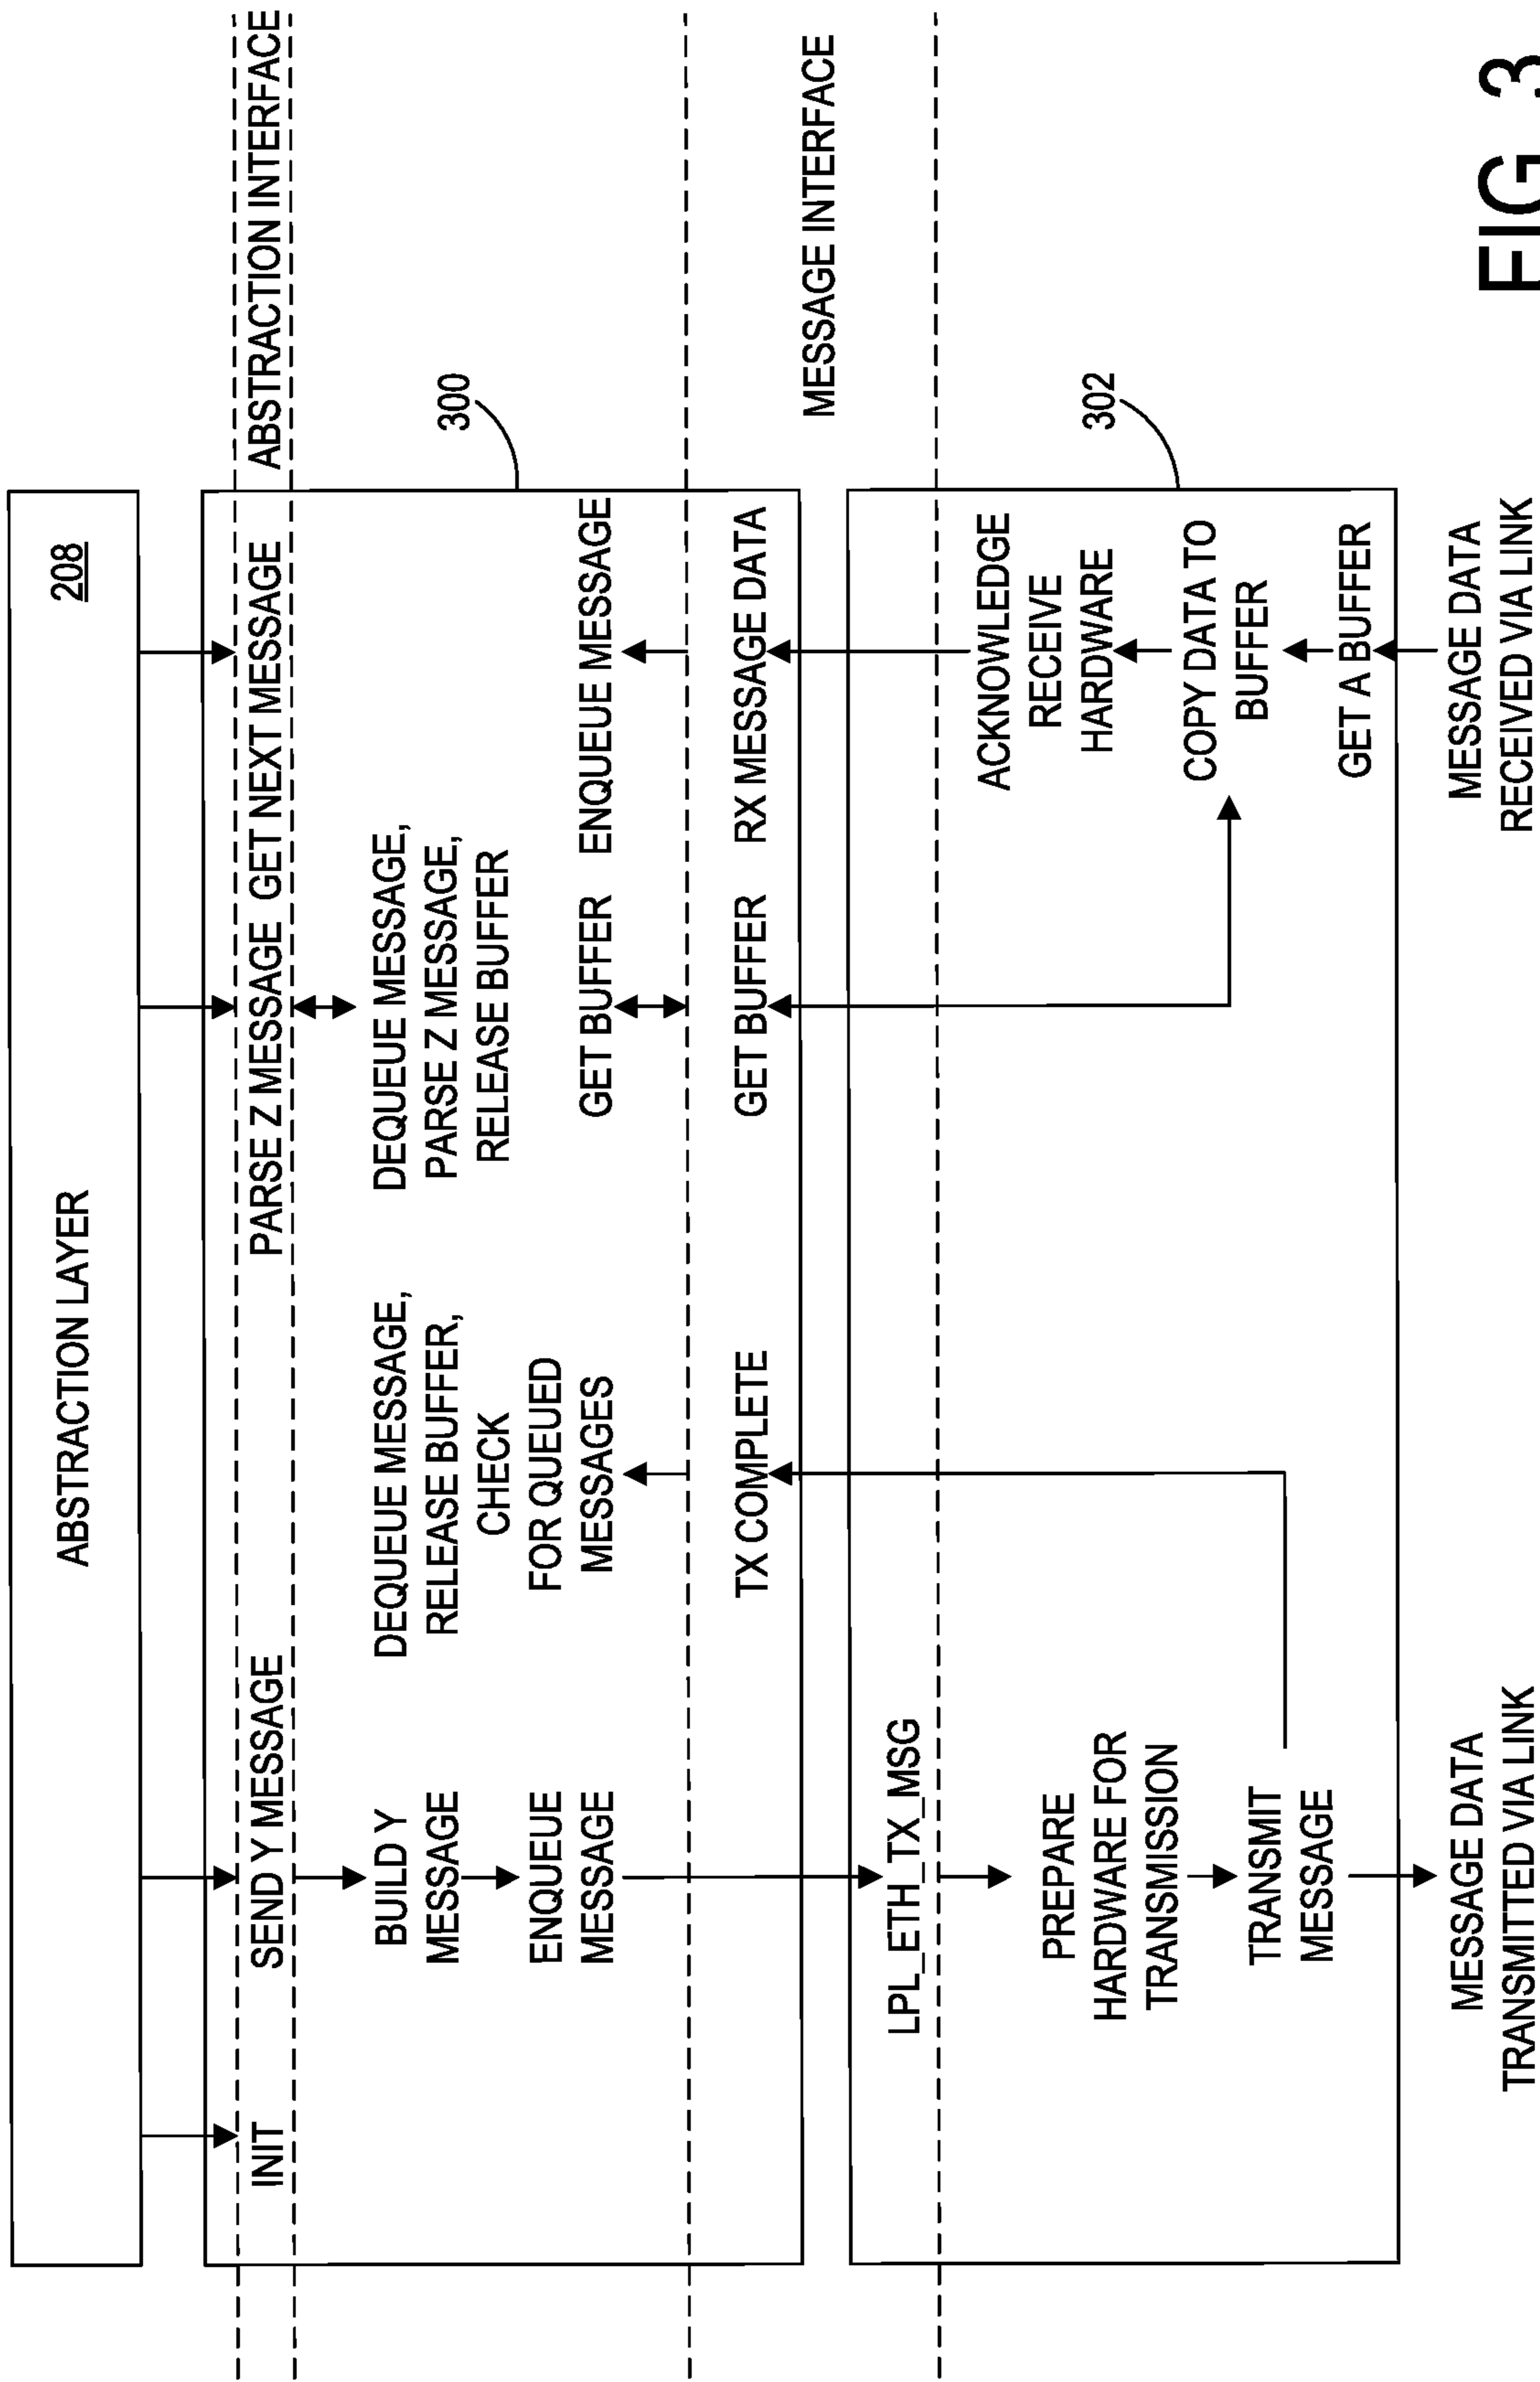 ABSTRACTION LAYER
208
INIT
SEND Y MESSAGE
PARSE Z MESSAGE
GET NEXT MESSAGE
ABSTRACTION INTERFACE
BUILD Y
MESSAGE
ENQUEUE
MESSAGE
DEQUEUE MESSAGE,
RELEASE BUFFER,
CHECK
FOR QUEUED
MESSAGES
DEQUEUE MESSAGE,
PARSE Z MESSAGE,
RELEASE BUFFER
GET BUFFER
ENQUEUE MESSAGE
300
TX COMPLETE
GET BUFFER
RX MESSAGE DATA
MESSAGE INTERFACE
LPL_ETH_TX_MSG
PREPARE
HARDWARE FOR
TRANSMISSION
TRANSMIT
MESSAGE
ACKNOWLEDGE
RECEIVE
HARDWARE
COPY DATA TO
BUFFER
GET A BUFFER
302
MESSAGE DATA
TRANSMITTED VIA LINK
MESSAGE DATA
RECEIVED VIA LINK
FIG 3